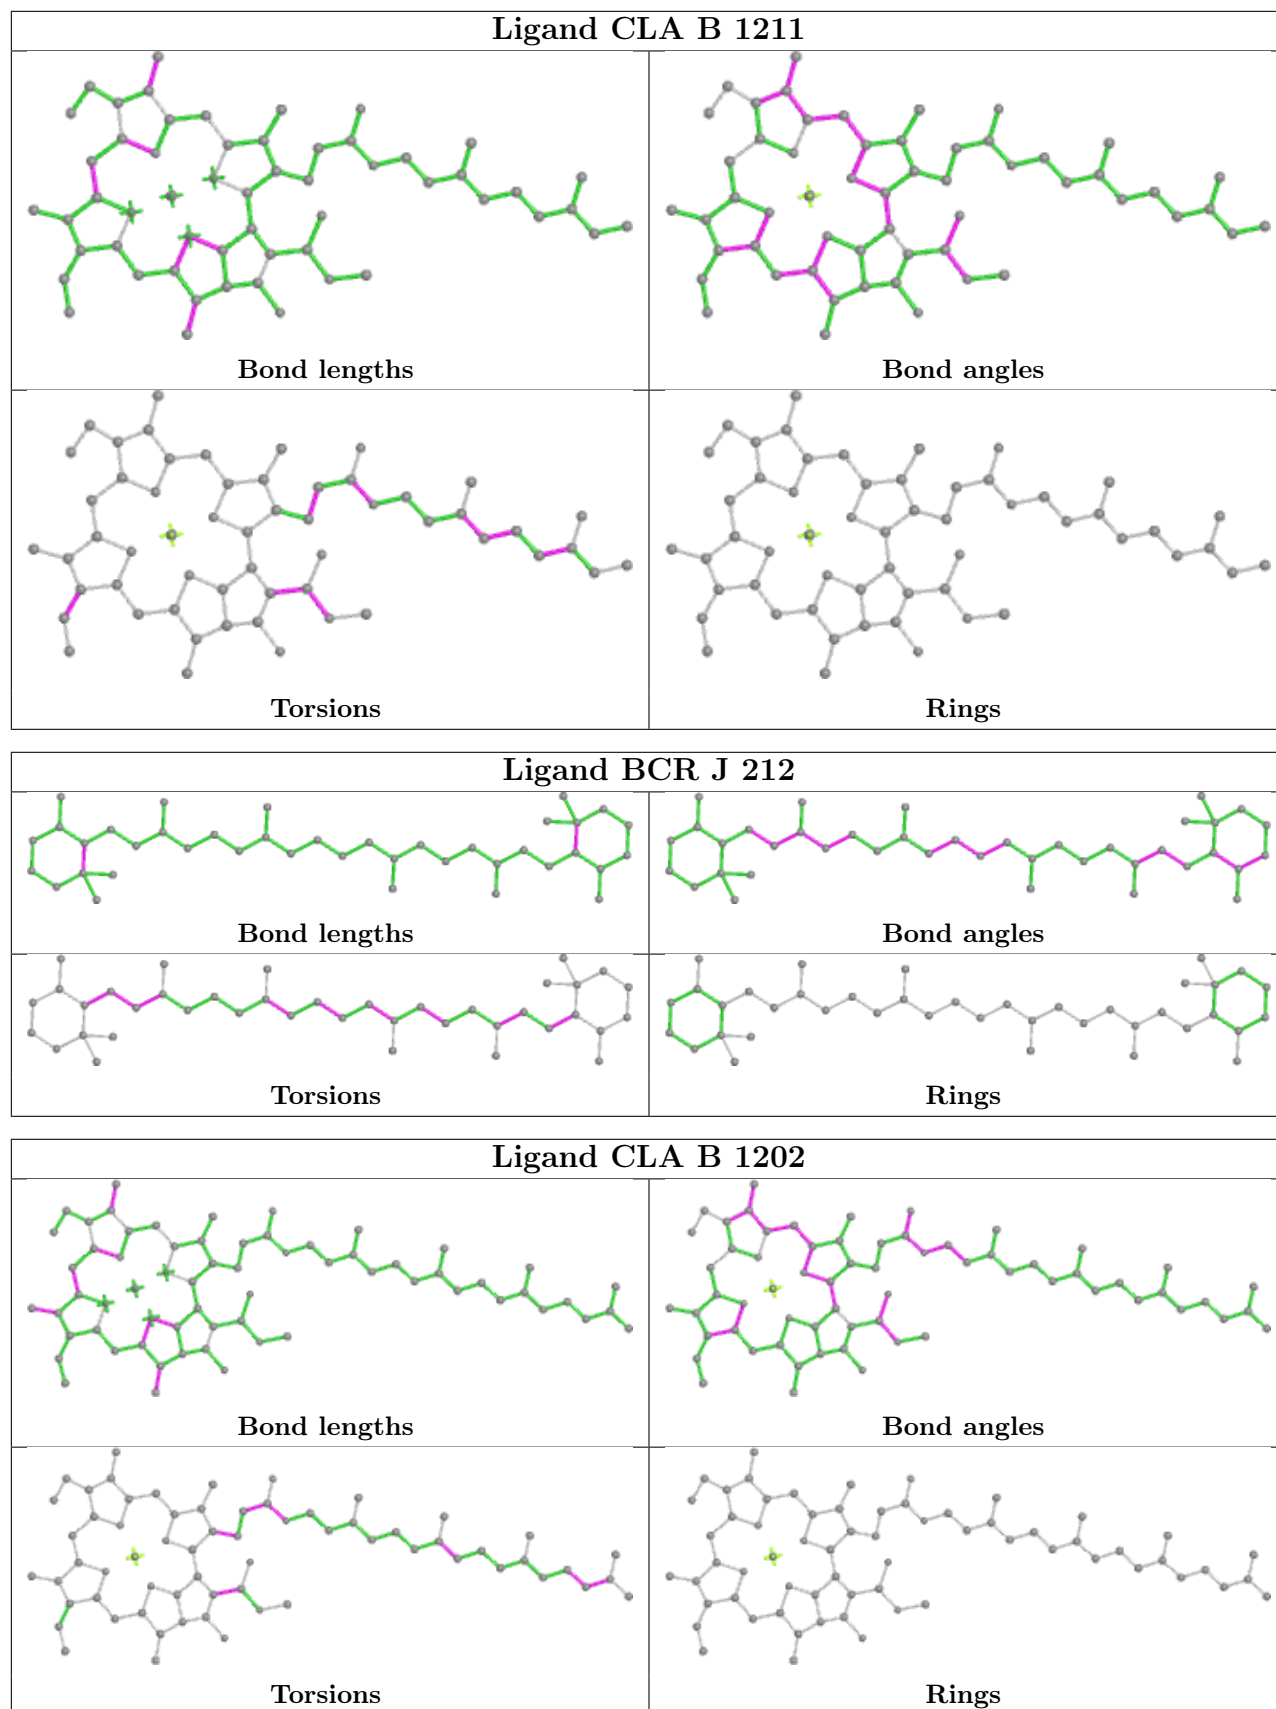 Ligand CLA B 1211
Bond lengths
Bond angles
Torsions
Rings
Ligand BCR J 212
Bond lengths
Bond angles
Torsions
Rings
Ligand CLA B 1202
Bond lengths
Bond angles
Torsions
Rings